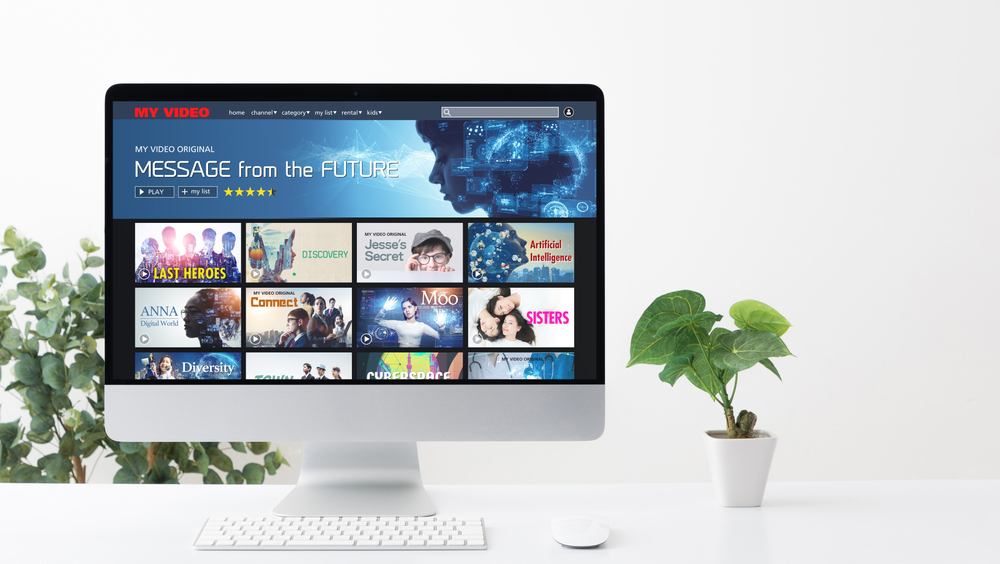 MY VIDEO
home channel▾ category▾ my list▾ rental▾ kids▾
MY VIDEO ORIGINAL
MESSAGE from the FUTURE
PLAY
+ my list
LAST HEROES
DISCOVERY
MY VIDEO ORIGINAL
Jesse's
Secret
Artificial
Intelligence
ANNA
Digital World
MY VIDEO ORIGINAL
Connect
Moo
SISTERS
Diversity
TOWN
CYBERSPACE
MY VIDEO ORIGINAL